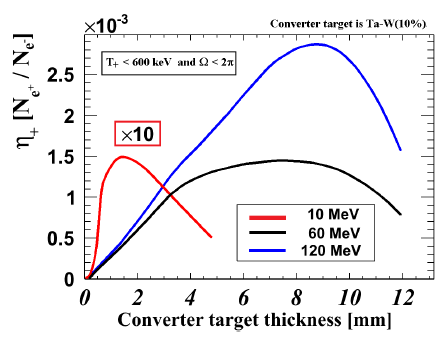 ×10⁻³
Converter target is Ta-W(10%)
T₊ < 600 keV and Ω < 2π
η₊ [Nₑ⁺ / Nₑ⁻]
2.5
2
1.5
1
0.5
0
×10
10 MeV
60 MeV
120 MeV
0 2 4 6 8 10 12
Converter target thickness [mm]